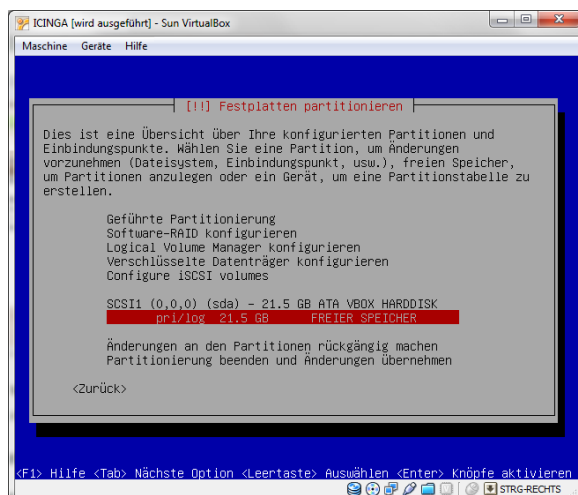 ICINGA [wird ausgeführt] - Sun VirtualBox
Maschine Geräte Hilfe
[!!] Festplatten partitionieren
Dies ist eine Übersicht über Ihre konfigurierten Partitionen und
Einbindungspunkte. Wählen Sie eine Partition, um Änderungen
vorzunehmen (Dateisystem, Einbindungspunkt, usw.), freien Speicher,
um Partitionen anzulegen oder ein Gerät, um eine Partitionstabelle zu
erstellen.
Geführte Partitionierung
Software-RAID konfigurieren
Logical Volume Manager konfigurieren
Verschlüsselte Datenträger konfigurieren
Configure iSCSI volumes
SCSI1 (0,0,0) (sda) - 21.5 GB ATA VBOX HARDDISK
pri/log 21.5 GB FREIER SPEICHER
Änderungen an den Partitionen rückgängig machen
Partitionierung beenden und Änderungen übernehmen
<Zurück>
<F1> Hilfe <Tab> Nächste Option <Leertaste> Auswählen <Enter> Knöpfe aktivieren
STRG-RECHTS